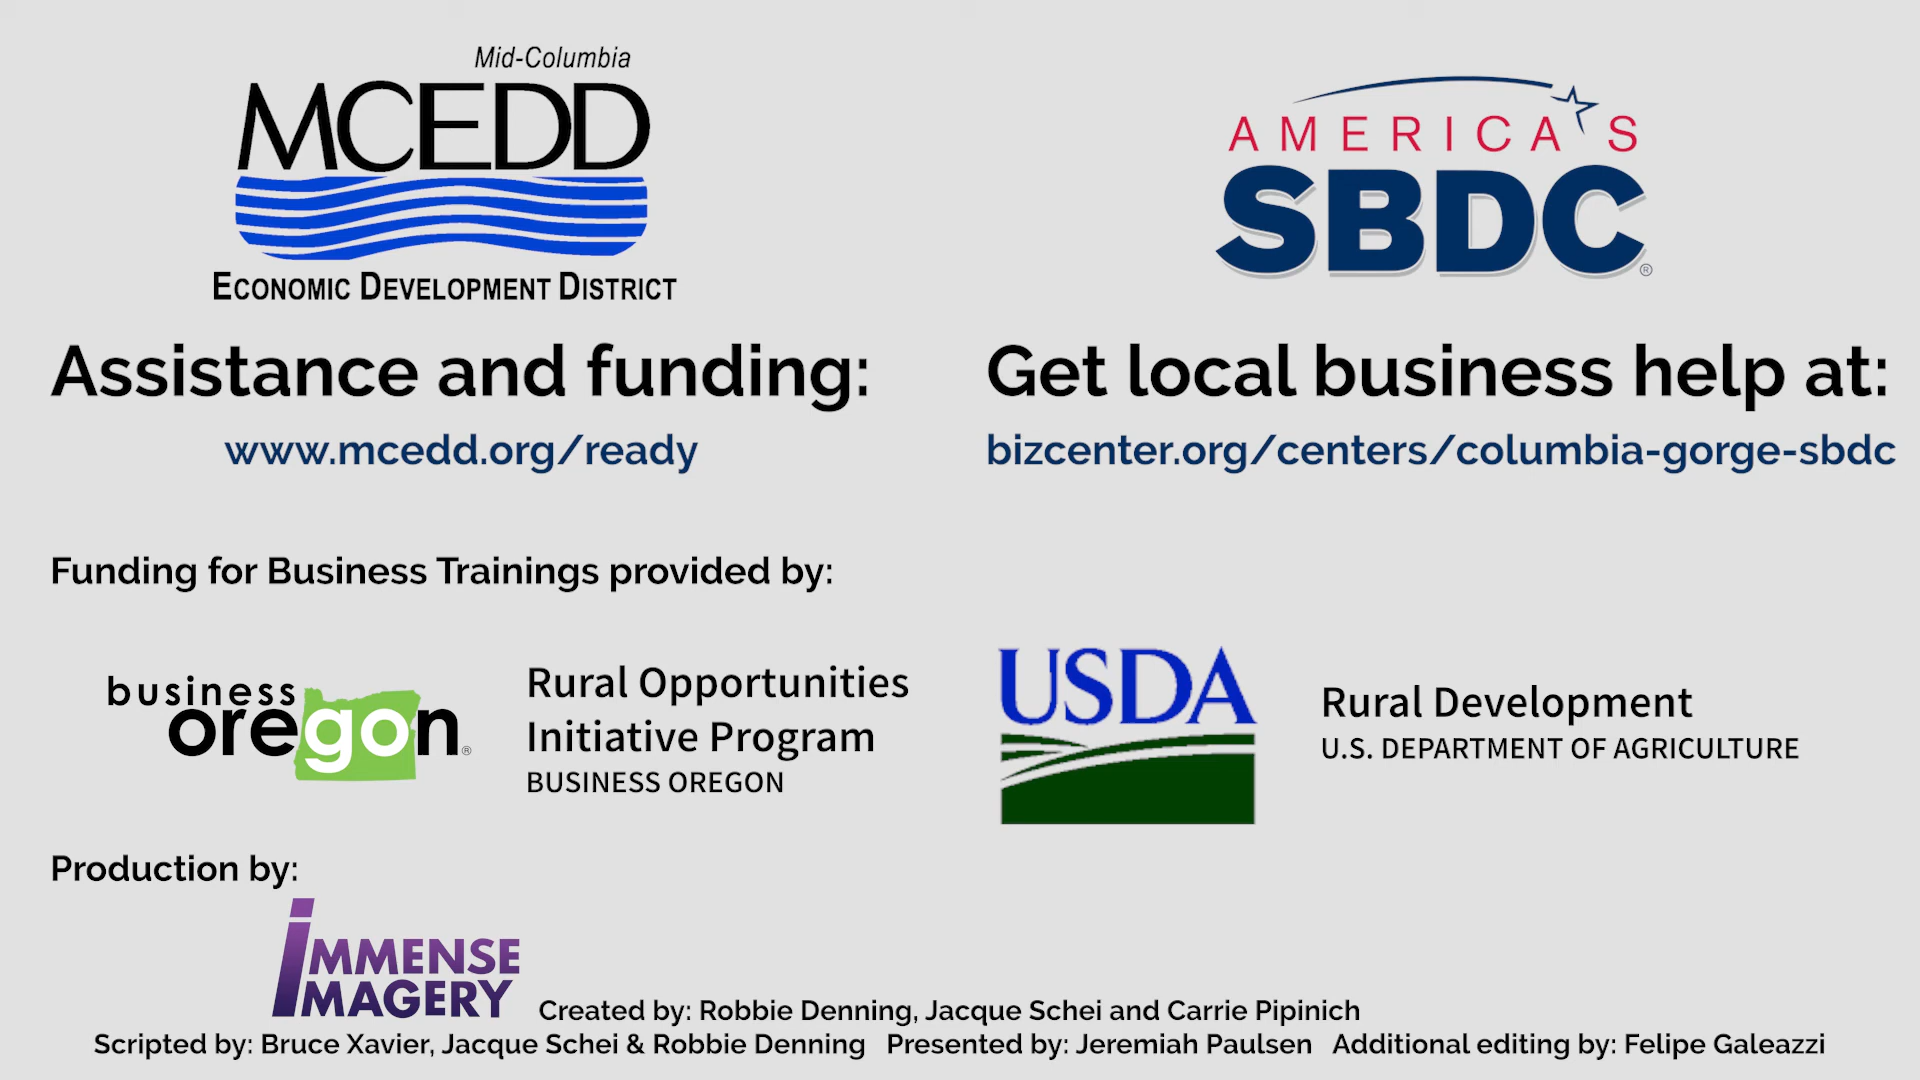 Mid-Columbia
MCEDD
ECONOMIC DEVELOPMENT DISTRICT
AMERICA'S
SBDC®
Assistance and funding:
www.mcedd.org/ready
Get local business help at:
bizcenter.org/centers/columbia-gorge-sbdc
Funding for Business Trainings provided by:
business
oregon®
Rural Opportunities
Initiative Program
BUSINESS OREGON
USDA
Rural Development
U.S. DEPARTMENT OF AGRICULTURE
Production by:
IMMENSE
IMAGERY
Created by: Robbie Denning, Jacque Schei and Carrie Pipinich
Scripted by: Bruce Xavier, Jacque Schei & Robbie Denning Presented by: Jeremiah Paulsen Additional editing by: Felipe Galeazzi